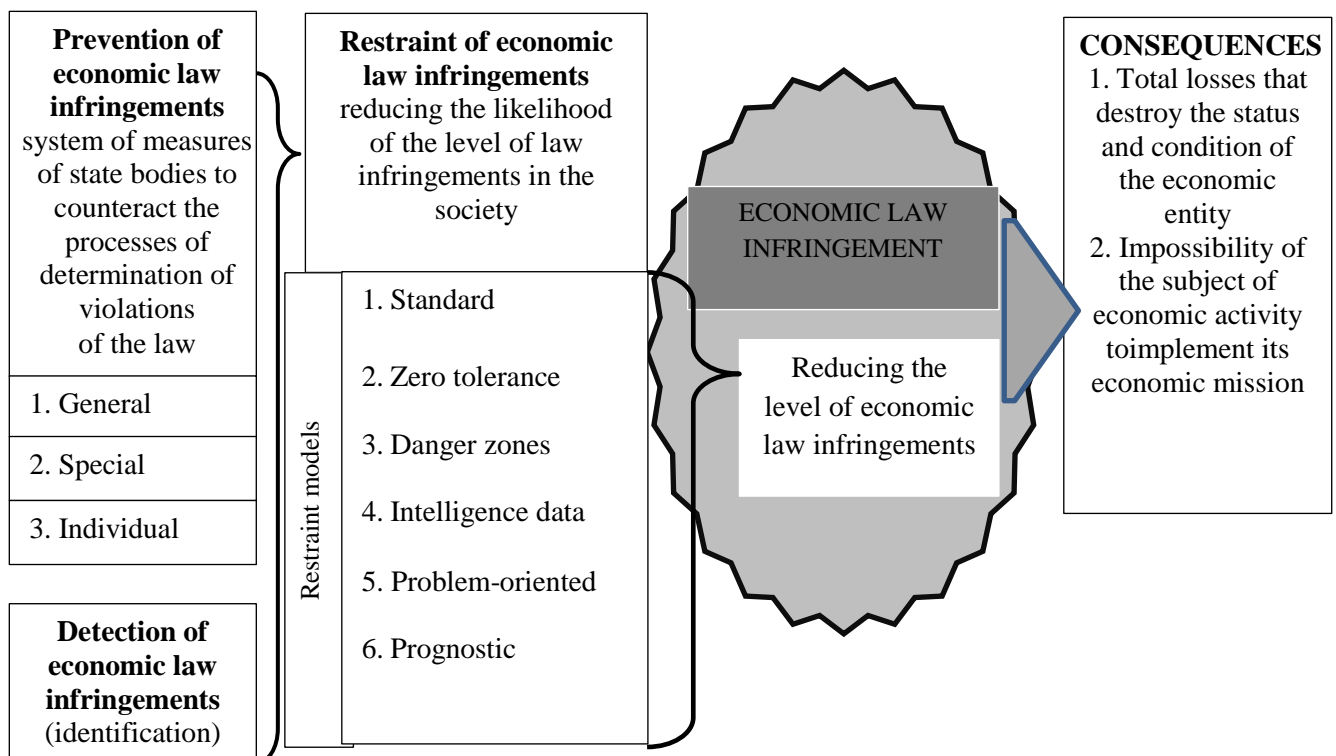 Prevention of
economic law
infringements
system of measures
of state bodies to
counteract the
processes of
determination of
violations
of the law
1. General
2. Special
3. Individual
Detection of
economic law
infringements
(identification)
Restraint of economic
law infringements
reducing the likelihood
of the level of law
infringements in the
society
Restraint models
1. Standard
2. Zero tolerance
3. Danger zones
4. Intelligence data
5. Problem-oriented
6. Prognostic
ECONOMIC LAW
INFRINGEMENT
Reducing the
level of economic
law infringements
CONSEQUENCES
1. Total losses that
destroy the status
and condition of
the economic
entity
2. Impossibility of
the subject of
economic activity
toimplement its
economic mission